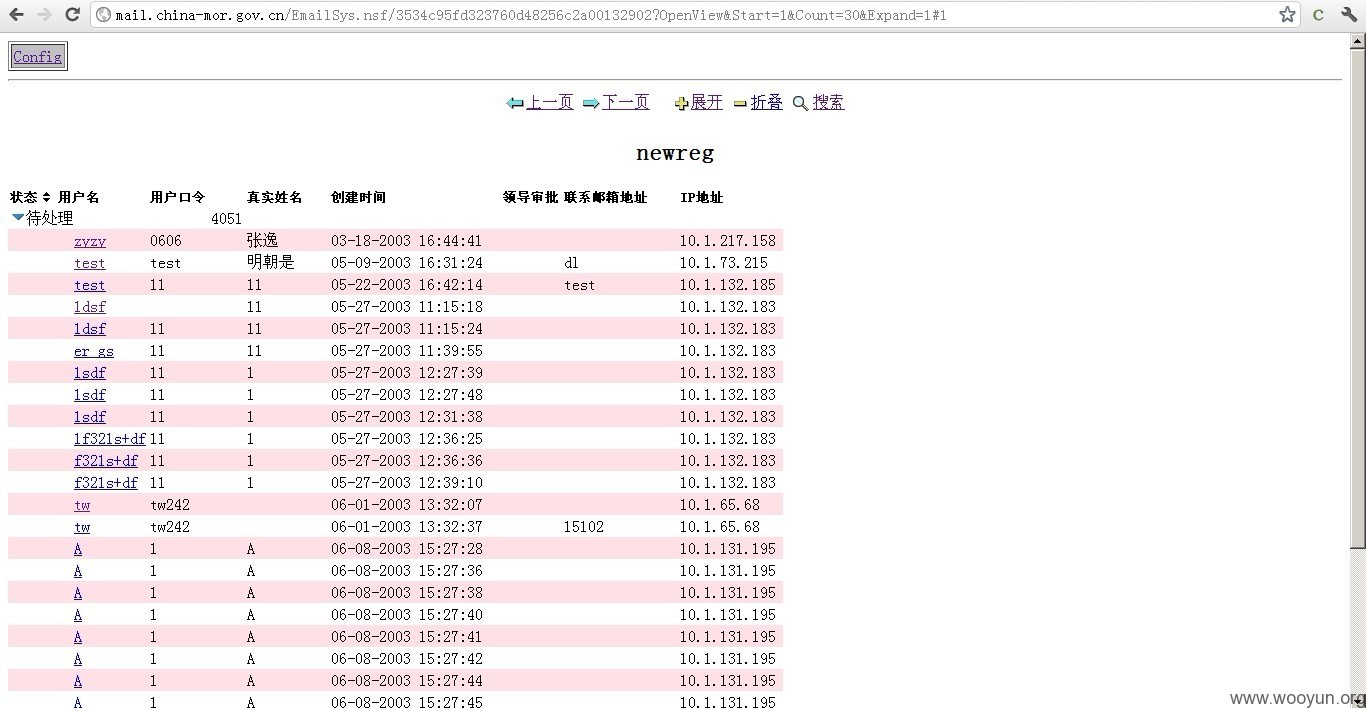 mail.china-mor.gov.cn/EmailSys.nsf/3534c95fd323760d48256c2a00132902?OpenView&Start=1&Count=30&Expand=1#1
Config
上一页 下一页 展开 折叠 搜索
newreg
状态 用户名 用户口令 真实姓名 创建时间 领导审批 联系邮箱地址 IP地址
待处理 4051
zyzy 0606 张逸 03-18-2003 16:44:41 10.1.217.158
test test 明朝是 05-09-2003 16:31:24 dl 10.1.73.215
test 11 11 05-22-2003 16:42:14 test 10.1.132.185
ldsf 11 05-27-2003 11:15:18 10.1.132.183
ldsf 11 11 05-27-2003 11:15:24 10.1.132.183
er gs 11 11 05-27-2003 11:39:55 10.1.132.183
lsdf 11 1 05-27-2003 12:27:39 10.1.132.183
lsdf 11 1 05-27-2003 12:27:48 10.1.132.183
lsdf 11 1 05-27-2003 12:31:38 10.1.132.183
lf321s+df 11 1 05-27-2003 12:36:25 10.1.132.183
f321s+df 11 1 05-27-2003 12:36:36 10.1.132.183
f321s+df 11 1 05-27-2003 12:39:10 10.1.132.183
tw tw242 06-01-2003 13:32:07 10.1.65.68
tw tw242 06-01-2003 13:32:37 15102 10.1.65.68
A 1 A 06-08-2003 15:27:28 10.1.131.195
A 1 A 06-08-2003 15:27:36 10.1.131.195
A 1 A 06-08-2003 15:27:38 10.1.131.195
A 1 A 06-08-2003 15:27:40 10.1.131.195
A 1 A 06-08-2003 15:27:41 10.1.131.195
A 1 A 06-08-2003 15:27:42 10.1.131.195
A 1 A 06-08-2003 15:27:44 10.1.131.195
A 1 A 06-08-2003 15:27:45 10.1.131.195
www.wooyun.org